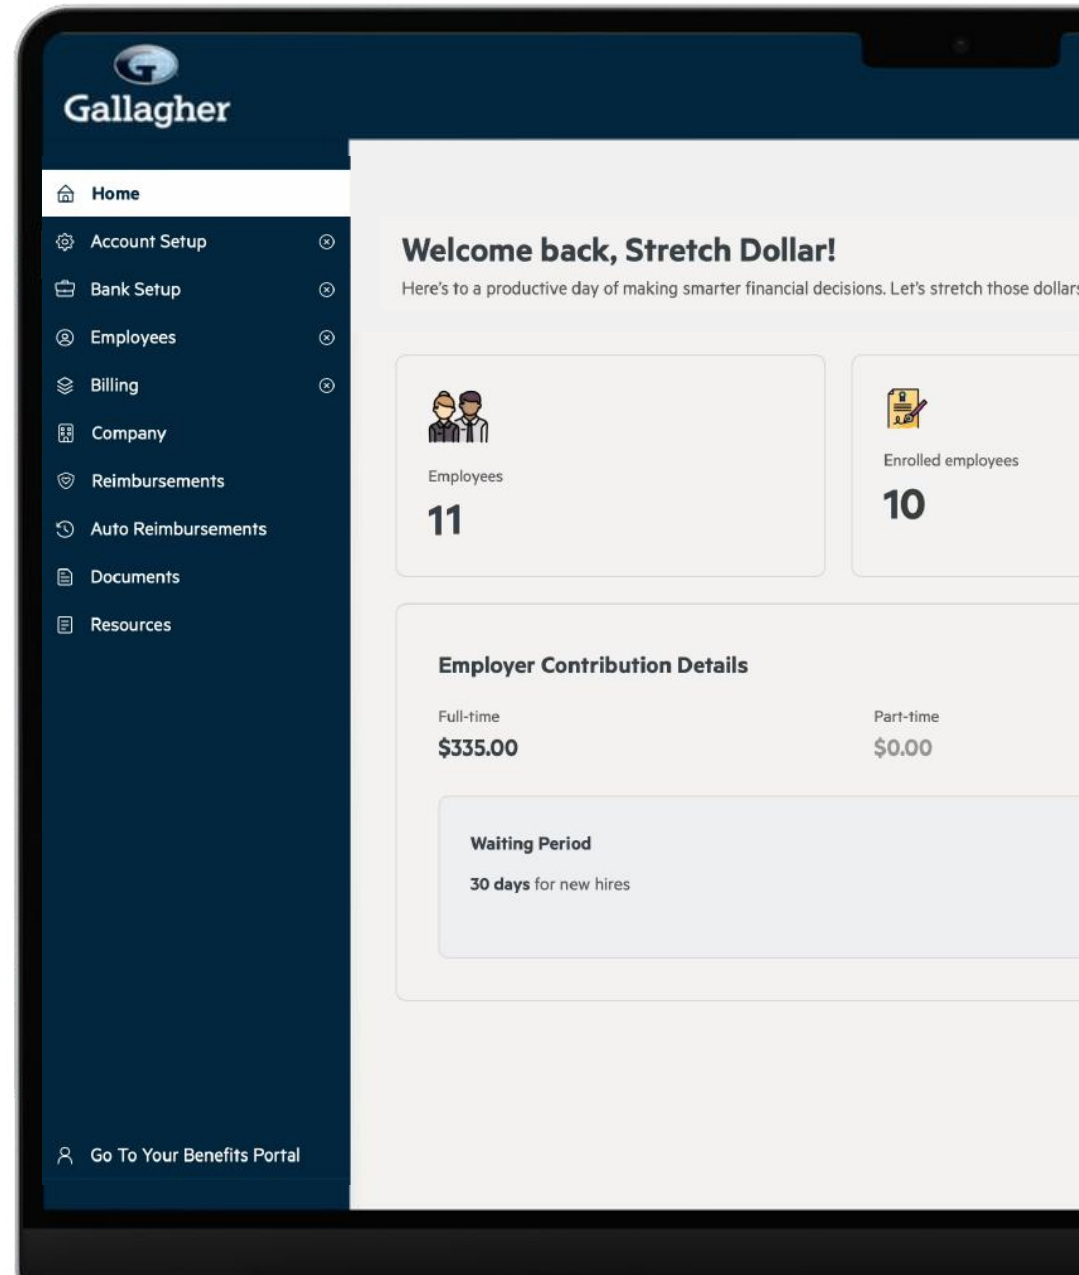 Gallagher
Home
Account Setup
Bank Setup
Employees
Billing
Company
Reimbursements
Auto Reimbursements
Documents
Resources
Go To Your Benefits Portal
Welcome back, Stretch Dollar!
Here's to a productive day of making smarter financial decisions. Let's stretch those dollars
Employees
11
Enrolled employees
10
Employer Contribution Details
Full-time
$335.00
Part-time
$0.00
Waiting Period
30 days for new hires